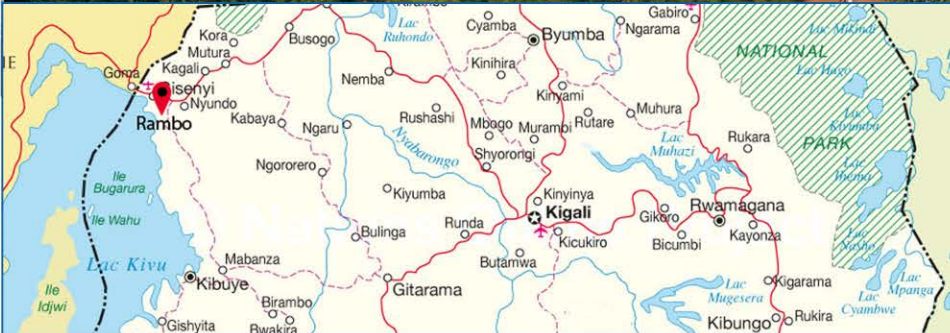 Gabiro
Cyamba
Byumba
Ngarama
Lac
Ruhondo
Busogo
Kora
Mutura
Kagali
Goma
isenyi
Nyundo
Rambo
Kabaya
Nemba
Kinihira
Kinyami
Rushashi
Ngaru
Mbogo
Murambi
Rutare
Muhura
Shyorongi
Nyabarongo
Ngororero
Kiyumba
Lac
Muhazi
Rukara
NATIONAL
PARK
Lac Mikindi
Lac Hago
Lac
Kivumba
Lac
Ihema
Lac
Nasho
Lac
Mpanga
Lac
Cyambwe
Ile
Bugarura
Ile Wahu
Lac Kivu
Ile
Idjwi
Kinyinya
Kigali
Kicukiro
Runda
Bulinga
Butamwa
Gikoro
Rwamagana
Bicumbi
Kayonza
Mabanza
Kibuye
Gitarama
Birambo
Bwakira
Gishyita
Lac
Mugesera
Kigarama
Kibungo
Rukira